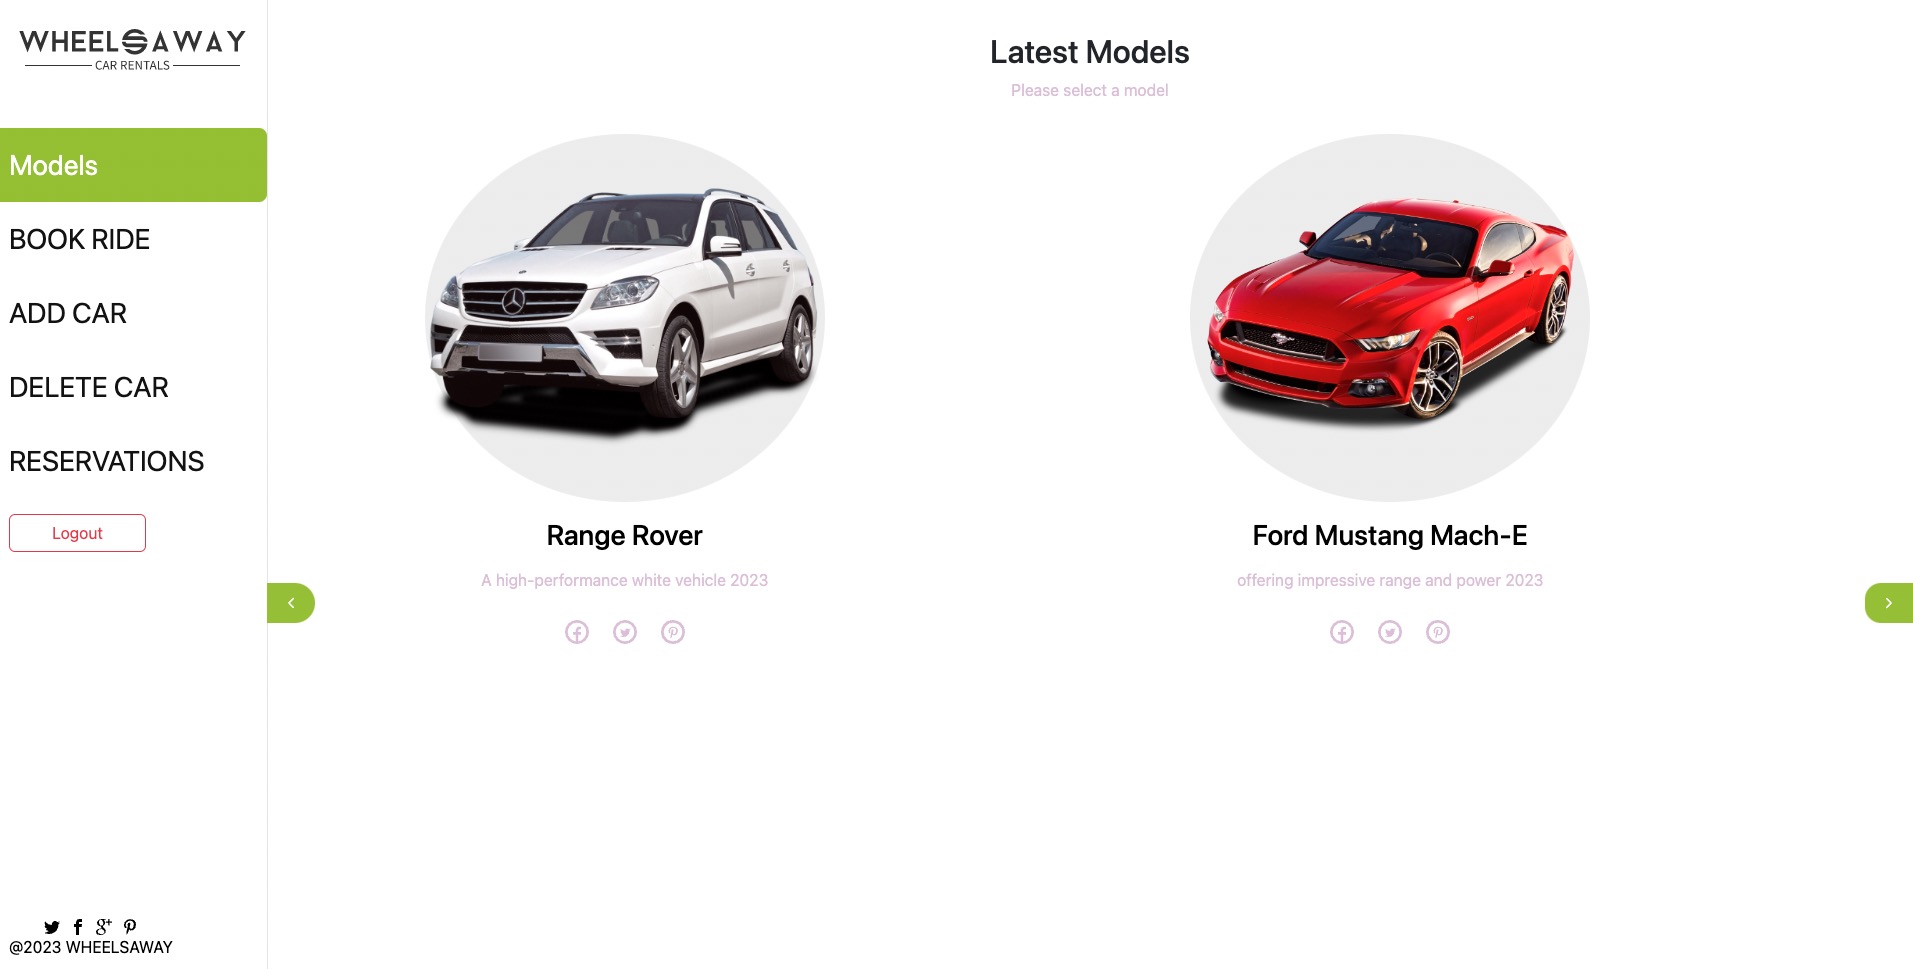 WHEELSAWAY
CAR RENTALS
Models
BOOK RIDE
ADD CAR
DELETE CAR
RESERVATIONS
Logout
@2023 WHEELSAWAY
Latest Models
Please select a model
Range Rover
A high-performance white vehicle 2023
Ford Mustang Mach-E
offering impressive range and power 2023